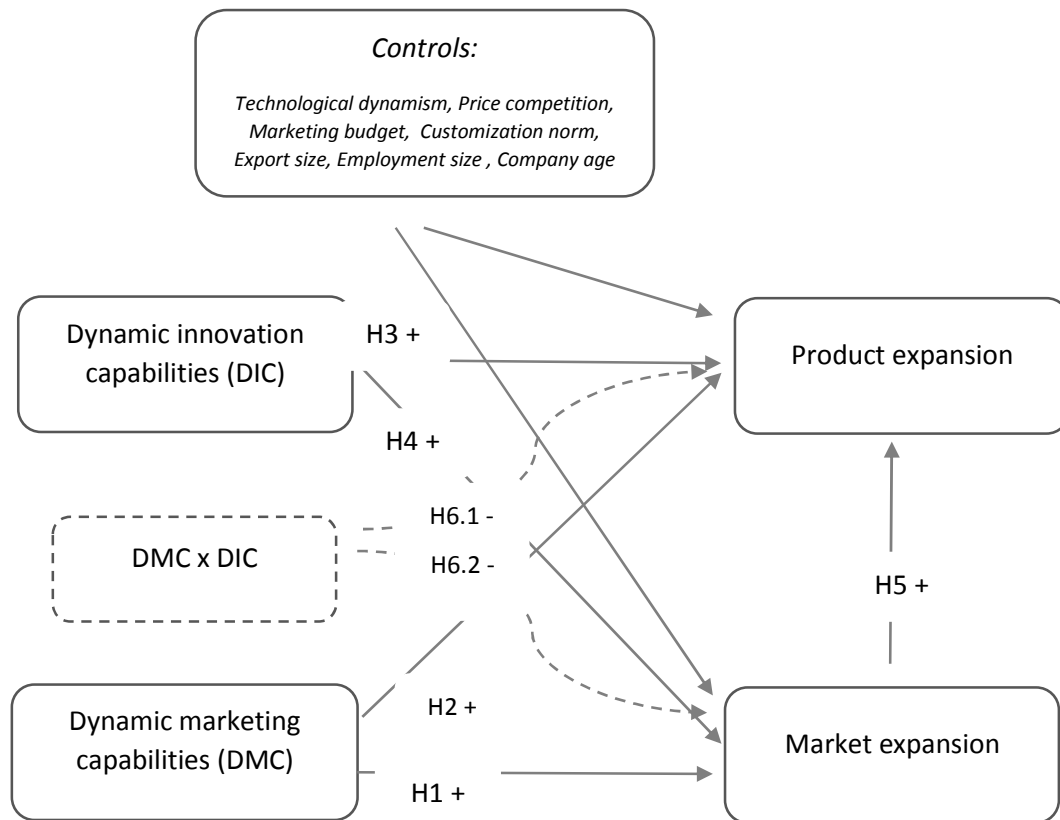 Controls:
Technological dynamism, Price competition,
Marketing budget, Customization norm,
Export size, Employment size , Company age
Dynamic innovation
capabilities (DIC)
H3 +
Product expansion
H4 +
H6.1 -
DMC x DIC
H6.2 -
H5 +
Dynamic marketing
capabilities (DMC)
H2 +
Market expansion
H1 +